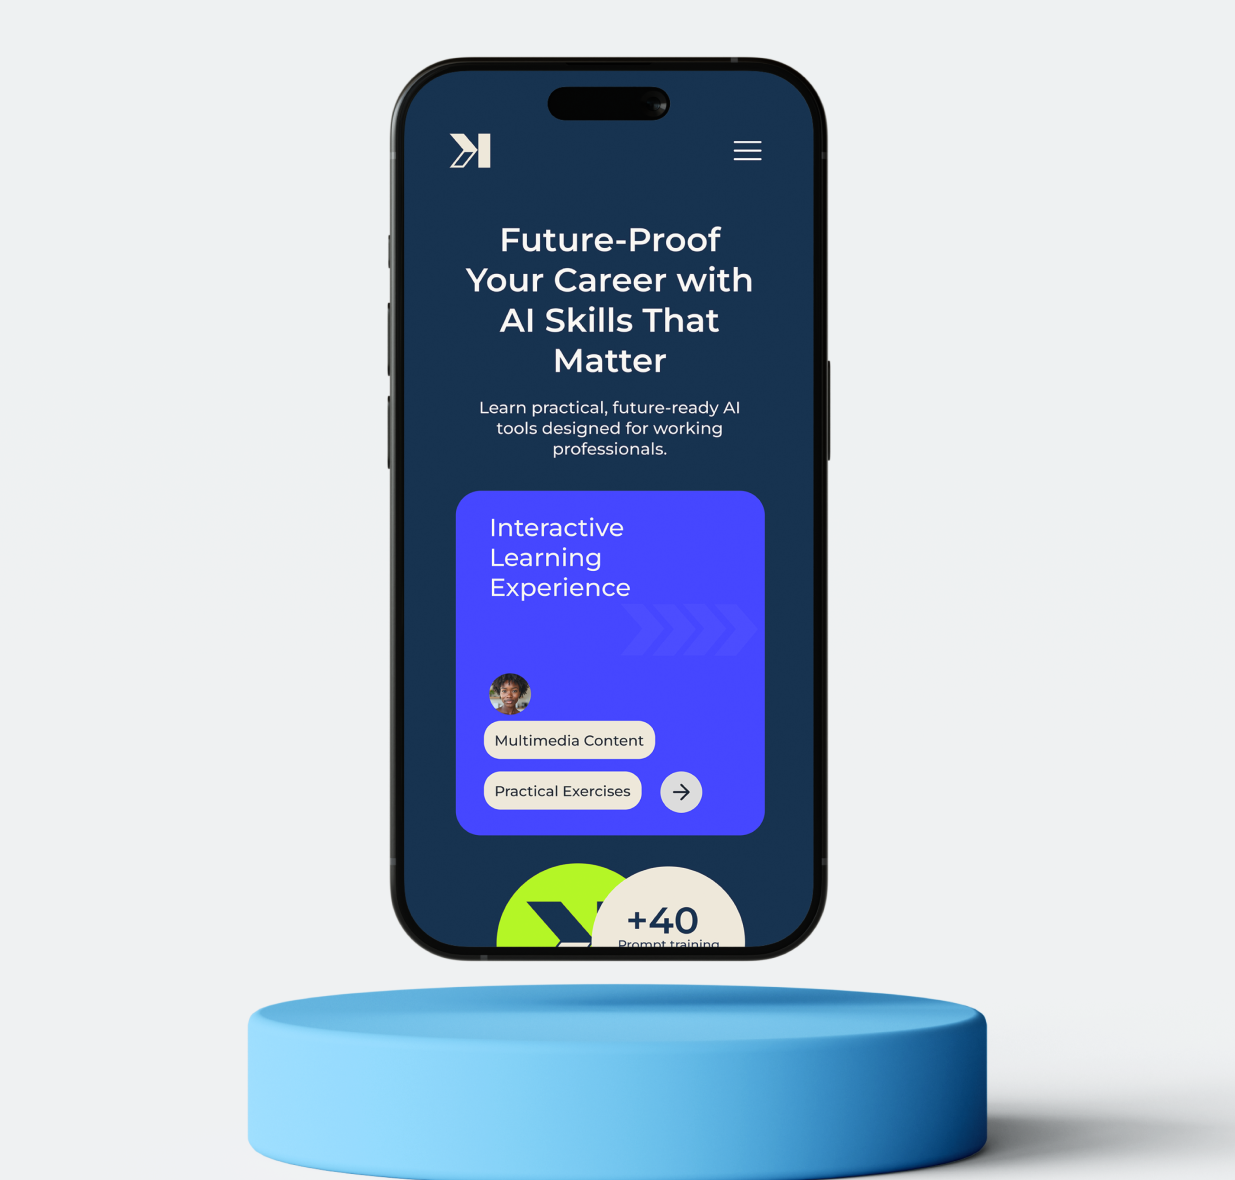 Future-Proof
Your Career with
AI Skills That
Matter
Learn practical, future-ready AI
tools designed for working
professionals.
Interactive
Learning
Experience
Multimedia Content
Practical Exercises
+40
Prompt training